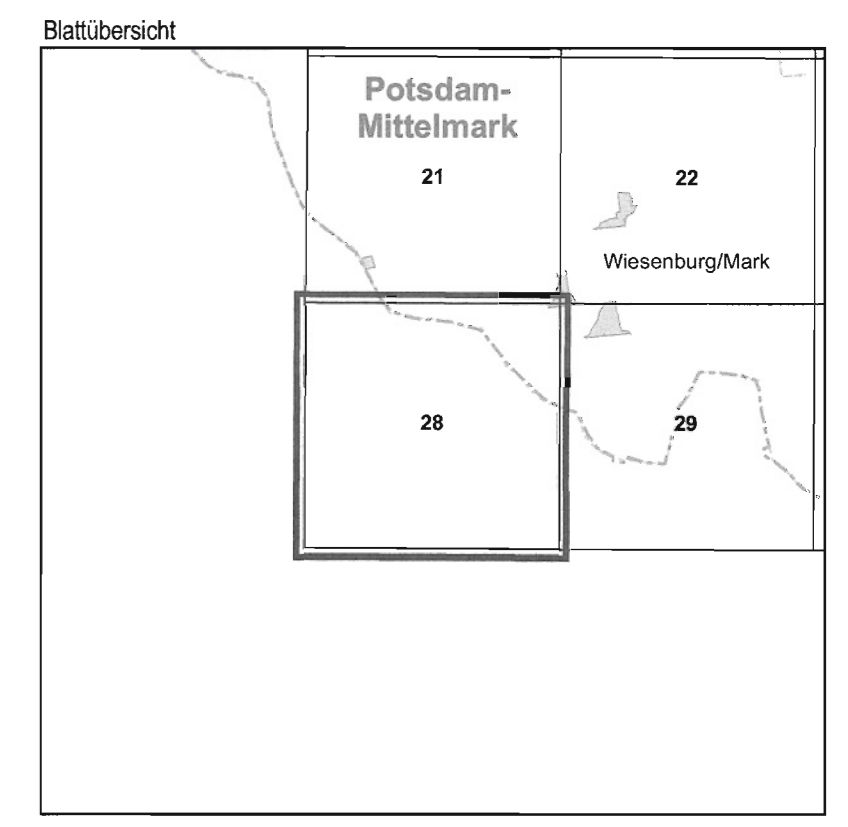 Blattübersicht
Potsdam-
Mittelmark
21
22
Wiesenburg/Mark
28
29